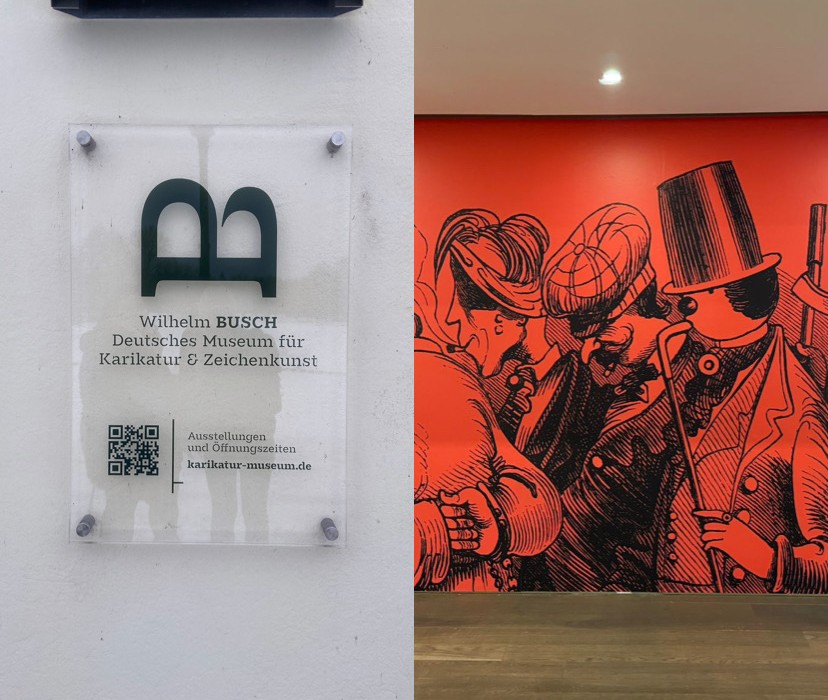 B
Wilhelm BUSCH
Deutsches Museum für
Karikatur & Zeichenkunst
Ausstellungen
und Öffnungszeiten
karikatur-museum.de